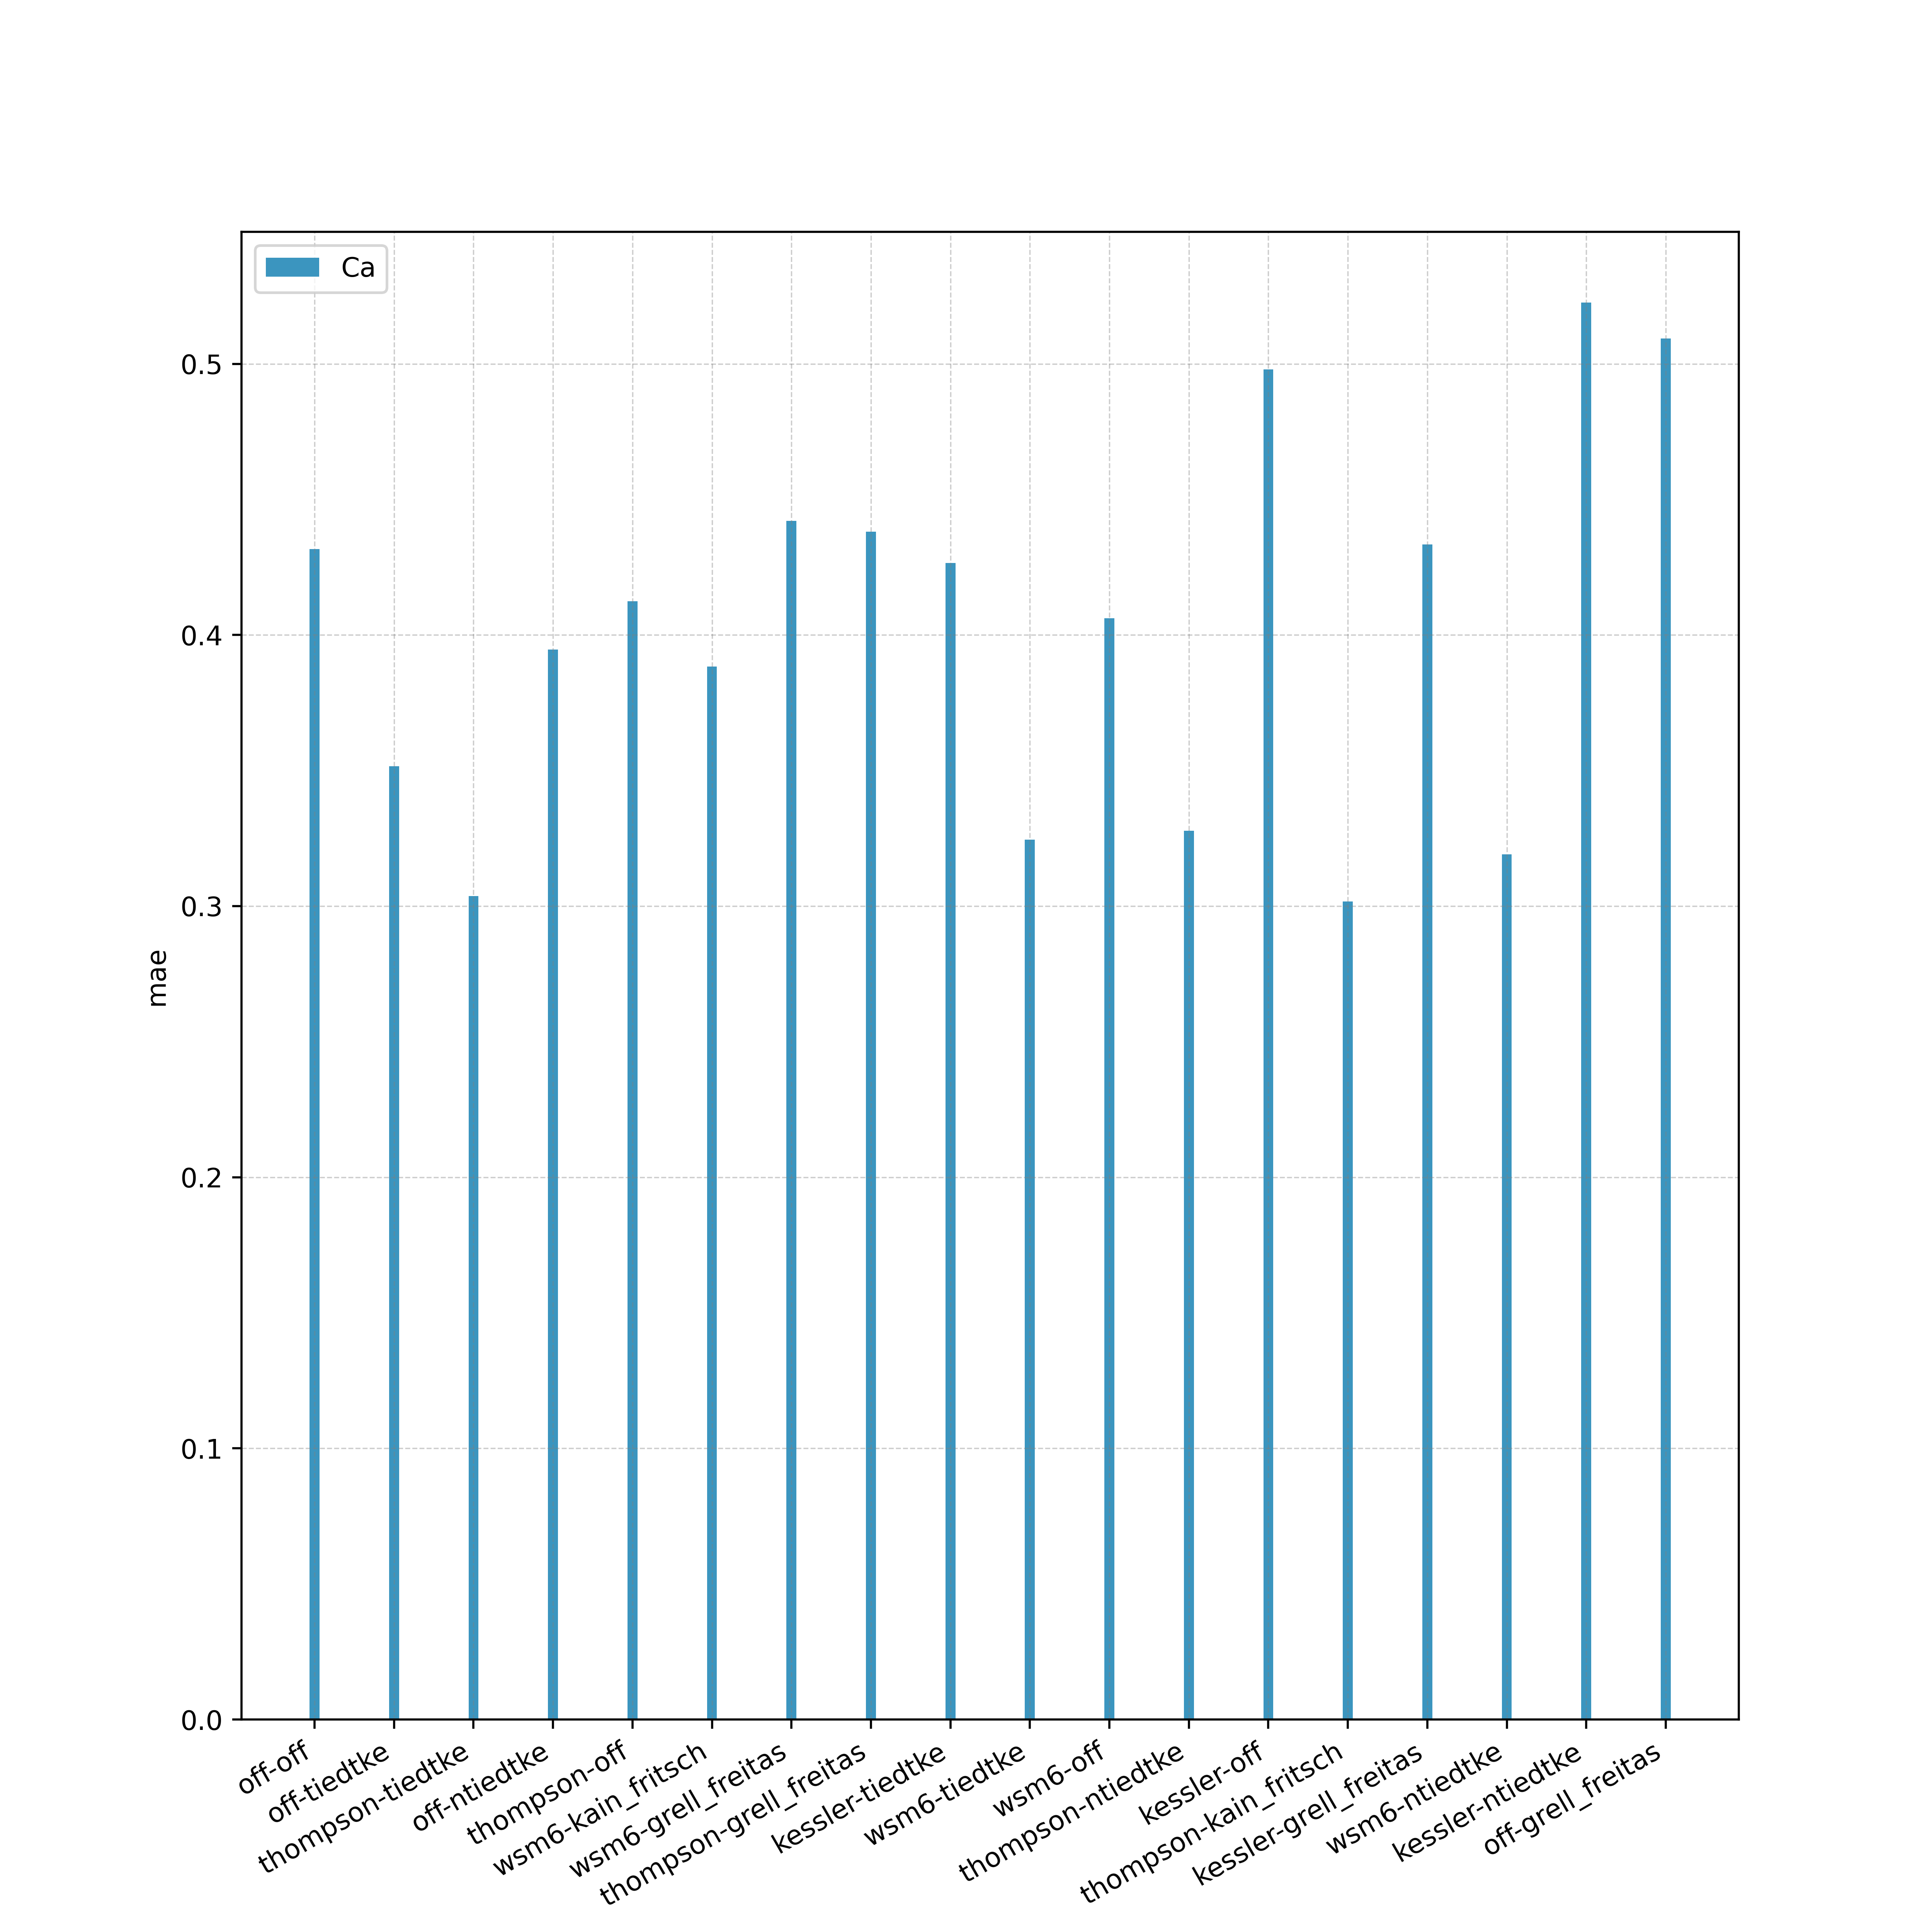 Ca
0.5
0.4
0.3
0.2
0.1
0.0
mae
off-off
off-tiedtke
thompson-tiedtke
off-ntiedtke
thompson-off
wsm6-kain_fritsch
wsm6-grell_freitas
thompson-grell_freitas
kessler-tiedtke
wsm6-tiedtke
wsm6-off
thompson-ntiedtke
kessler-off
thompson-kain_fritsch
kessler-grell_freitas
wsm6-ntiedtke
kessler-ntiedtke
off-grell_freitas